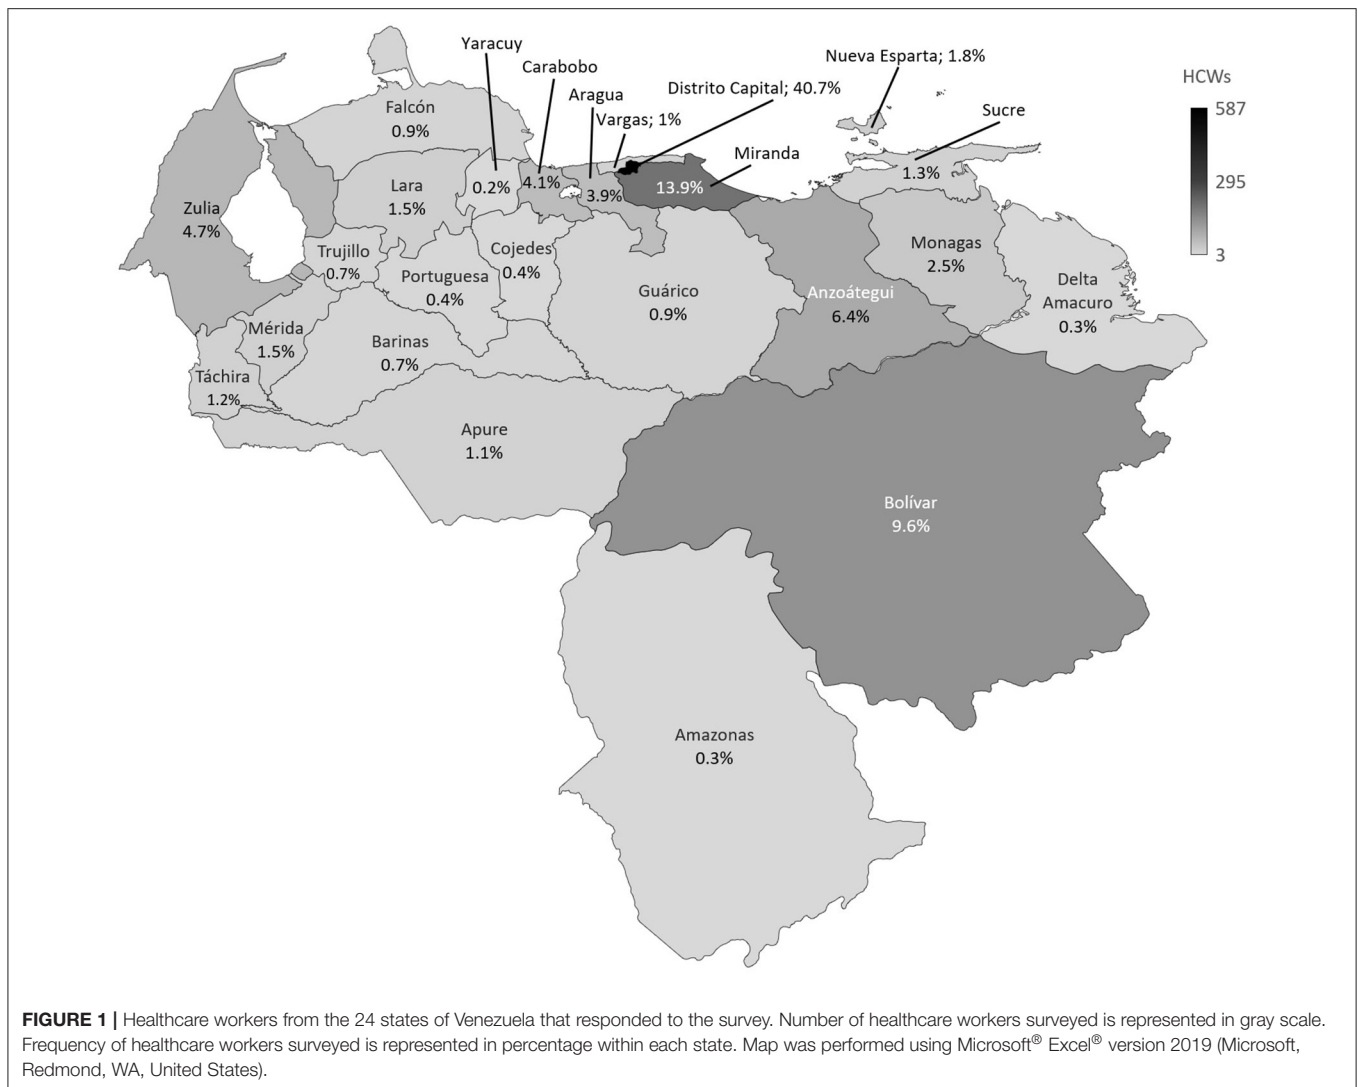 Yaracuy
Carabobo
Aragua
Vargas; 1%
Distrito Capital; 40.7%
Nueva Esparta; 1.8%
Sucre
1.3%
HCWs
587
295
3
Miranda
13.9%
Falcón
0.9%
0.2%
4.1%
3.9%
Lara
1.5%
Zulia
4.7%
Trujillo
0.7%
Portuguesa
0.4%
Cojedes
0.4%
Guárico
0.9%
Anzoátegui
6.4%
Monagas
2.5%
Delta
Amacuro
0.3%
Mérida
1.5%
Barinas
0.7%
Táchira
1.2%
Apure
1.1%
Bolívar
9.6%
Amazonas
0.3%
FIGURE 1 | Healthcare workers from the 24 states of Venezuela that responded to the survey. Number of healthcare workers surveyed is represented in gray scale.
Frequency of healthcare workers surveyed is represented in percentage within each state. Map was performed using Microsoft® Excel® version 2019 (Microsoft,
Redmond, WA, United States).